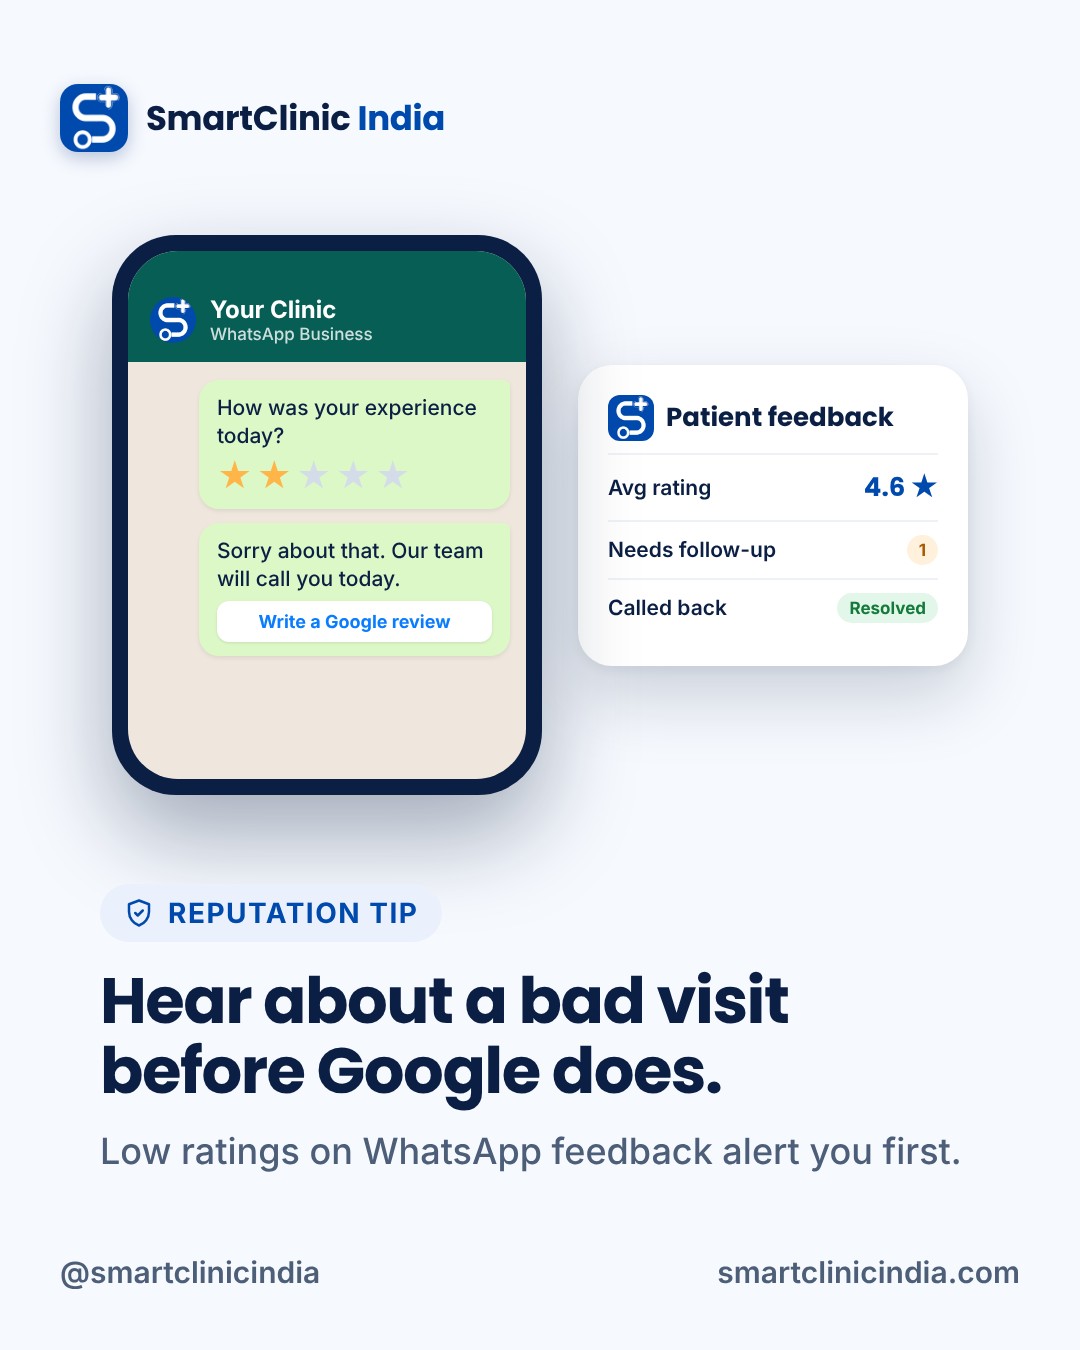 SmartClinic India
Your Clinic
WhatsApp Business
How was your experience
today?
Sorry about that. Our team
will call you today.
Write a Google review
Patient feedback
Avg rating 4.6 ★
Needs follow-up 1
Called back Resolved
REPUTATION TIP
Hear about a bad visit
before Google does.
Low ratings on WhatsApp feedback alert you first.
@smartclinicindia
smartclinicindia.com